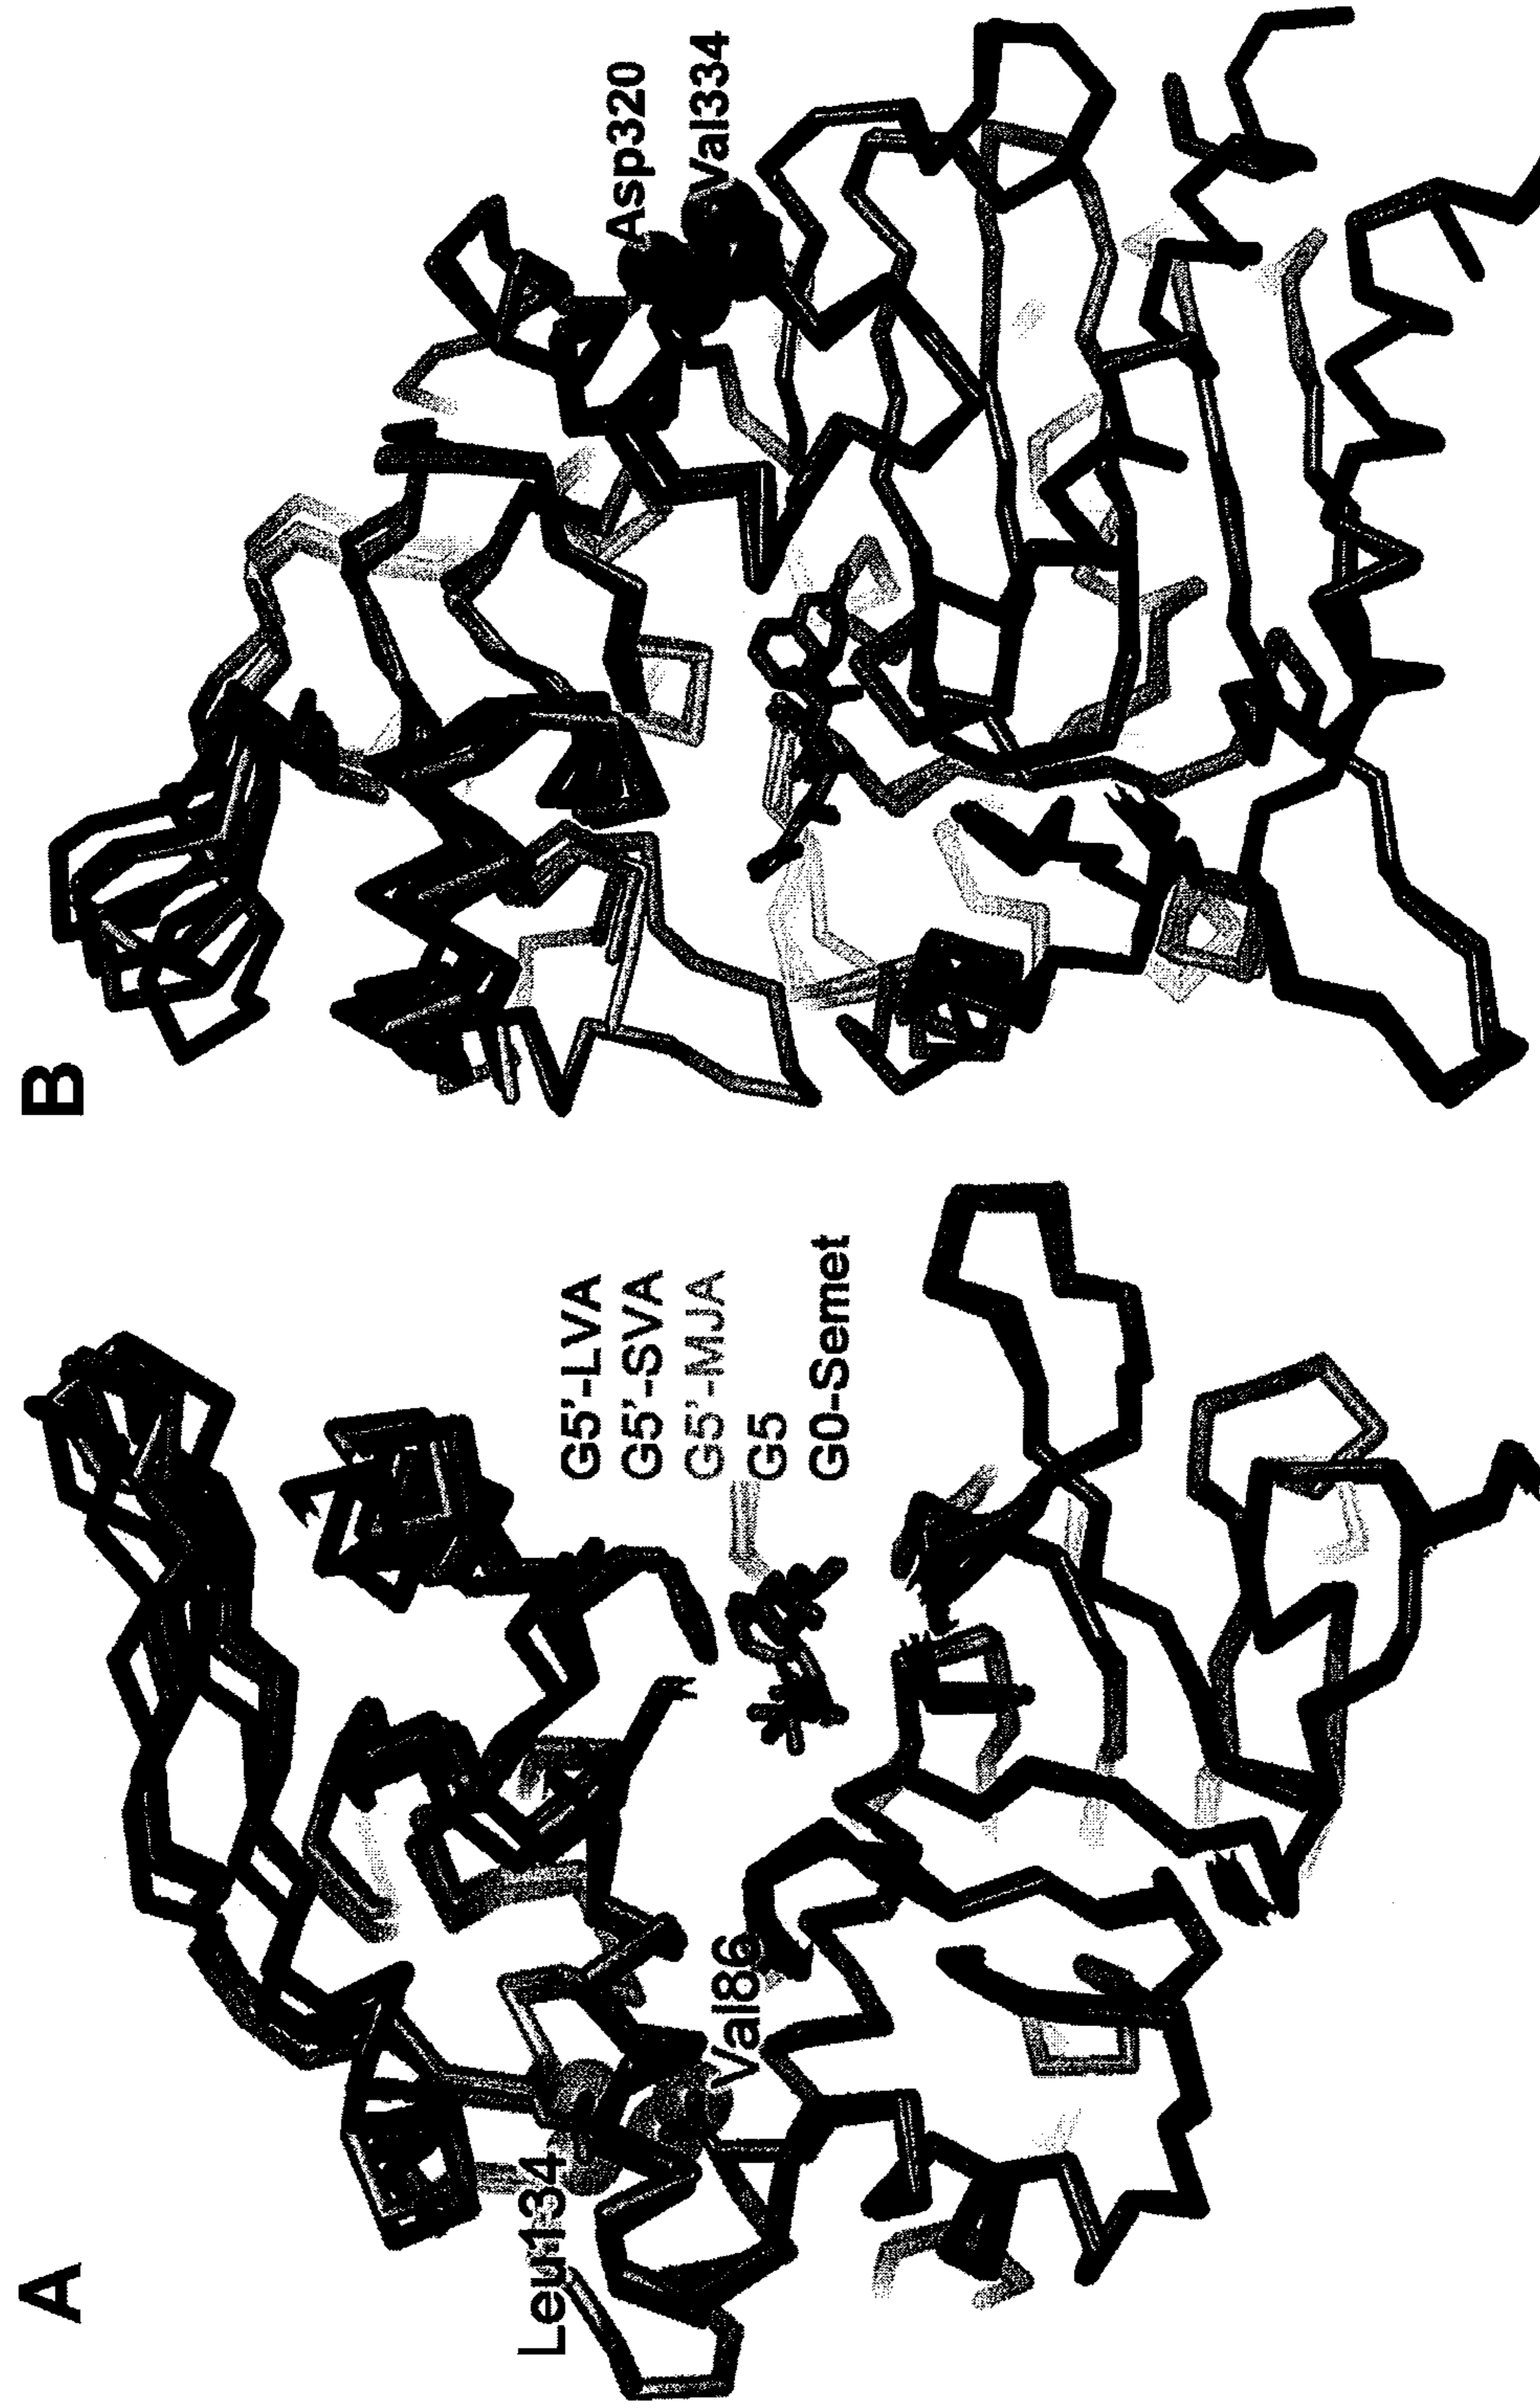 A
Leu134
Val86
G5'-LVA
G5'-SVA
G5'-MJA
G5
G0-Semet
B
Asp320
Val334